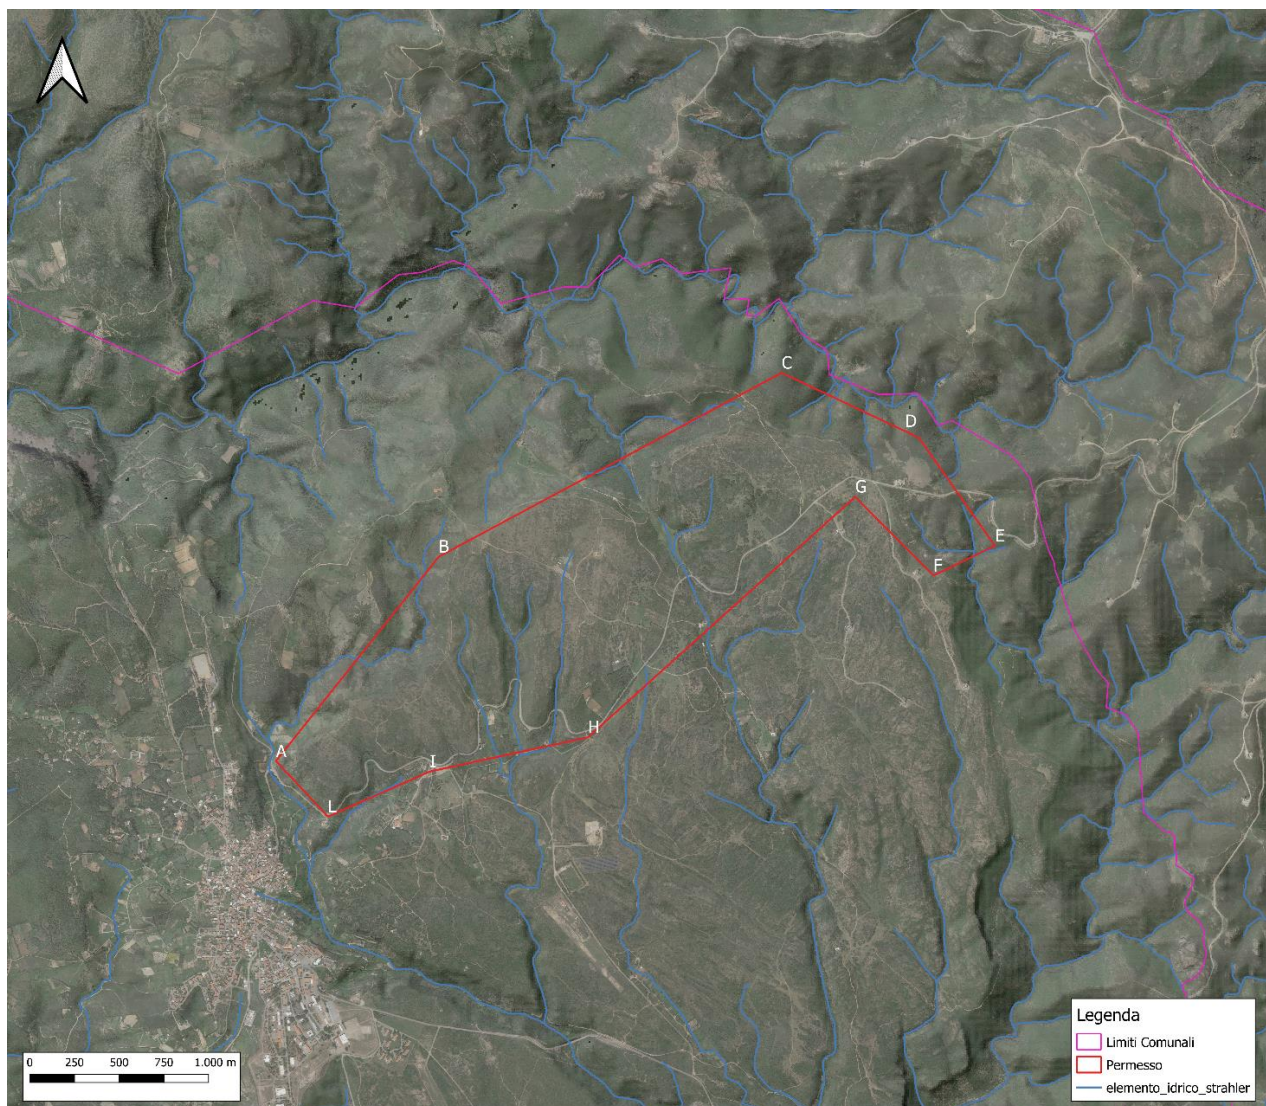 C
D
G
E
B
F
H
A
I
L
Legenda
Limiti Comunali
Permesso
elemento_idrico_strahler
0 250 500 750 1.000 m